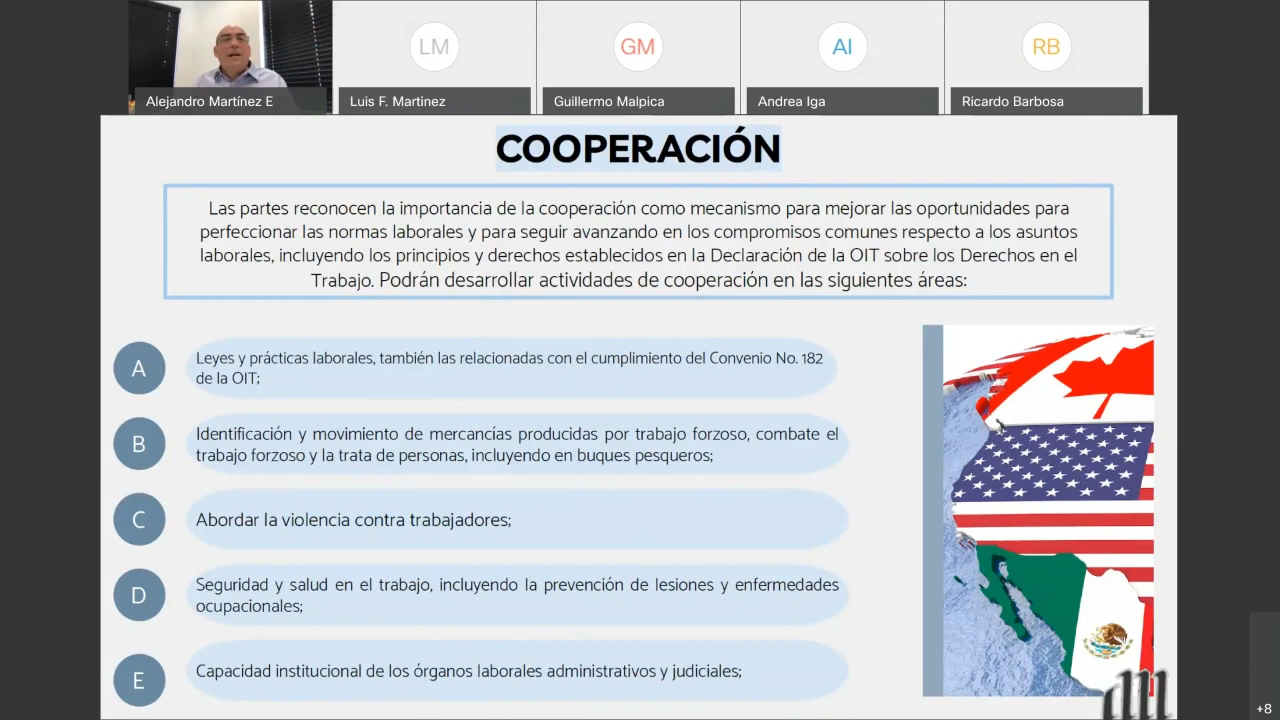 LM
GM
AI
RB
Alejandro Martínez E
Luis F. Martinez
Guillermo Malpica
Andrea Iga
Ricardo Barbosa
COOPERACIÓN
Las partes reconocen la importancia de la cooperación como mecanismo para mejorar las oportunidades para
perfeccionar las normas laborales y para seguir avanzando en los compromisos comunes respecto a los asuntos
laborales, incluyendo los principios y derechos establecidos en la Declaración de la OIT sobre los Derechos en el
Trabajo. Podrán desarrollar actividades de cooperación en las siguientes áreas:
A
Leyes y prácticas laborales, también las relacionadas con el cumplimiento del Convenio No. 182
de la OIT;
B
Identificación y movimiento de mercancías producidas por trabajo forzoso, combate el
trabajo forzoso y la trata de personas, incluyendo en buques pesqueros;
C
Abordar la violencia contra trabajadores;
D
Seguridad y salud en el trabajo, incluyendo la prevención de lesiones y enfermedades
ocupacionales;
E
Capacidad institucional de los órganos laborales administrativos y judiciales;
+8